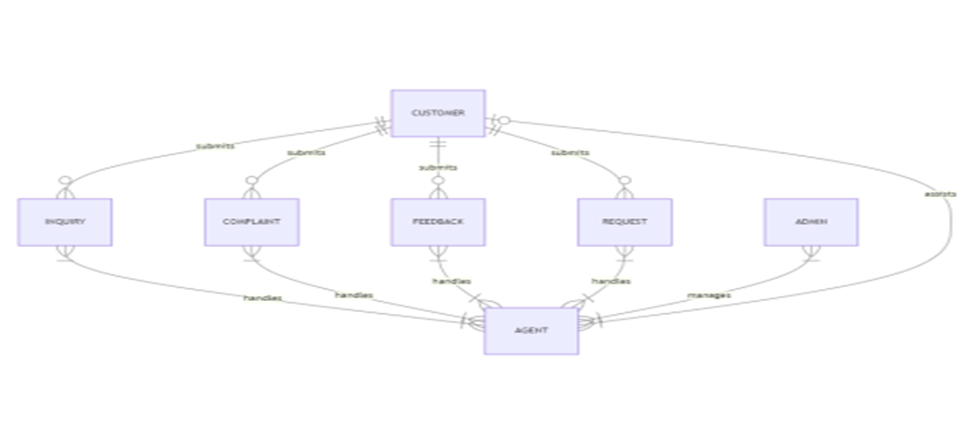 CUSTOMER
submits
submits
submits
submits
assists
INQUIRY
COMPLAINT
FEEDBACK
REQUEST
ADMIN
handles
handles
handles
handles
manages
AGENT